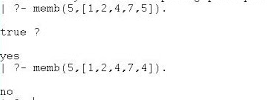 | ?- memb(5,[1,2,4,7,5]).
true ?
yes
| ?- memb(5,[1,2,4,7,4]).
no